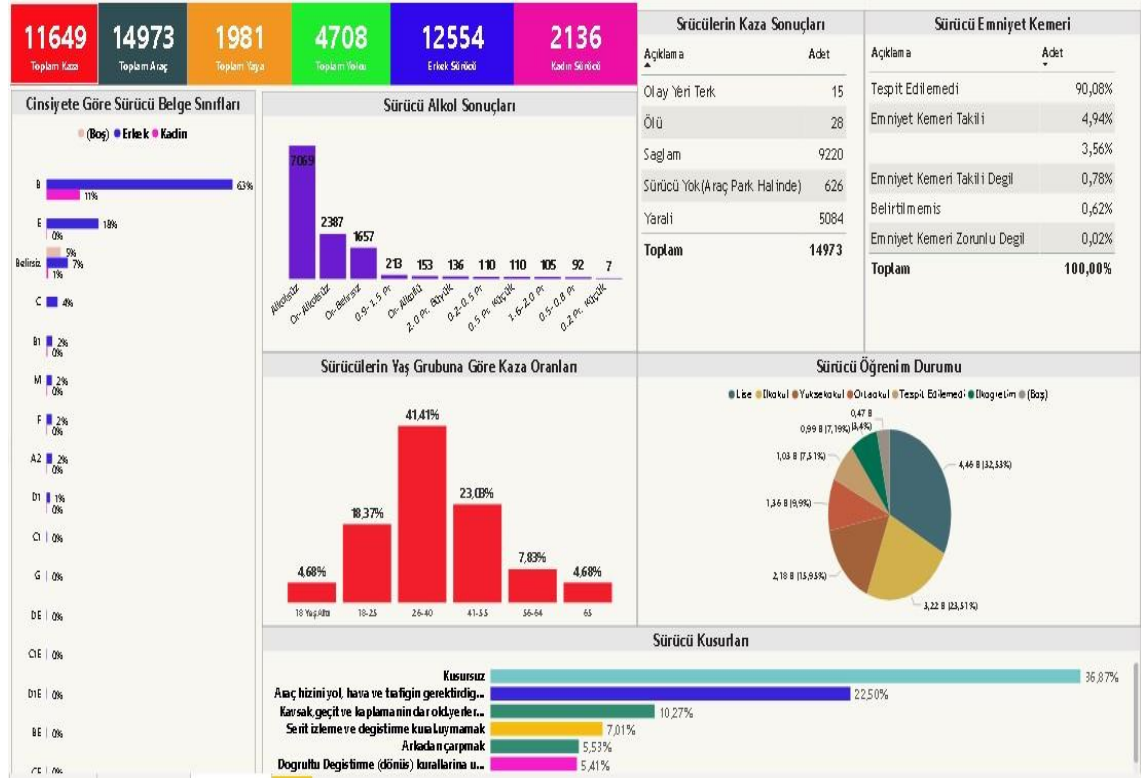 11649
Toplam Kaza
14973
Toplam Araç
1981
Toplam Yaya
4708
Toplam Yolcu
12554
Erkek Sürücü
2136
Kadın Sürücü
Cinsiyete Göre Sürücü Belge Sınıfları
(Boş) Erkek Kadin
B 63%
11%
E 18%
0%
Belirsiz 5%
7%
1%
C 4%
B1 2%
0%
M 2%
0%
F 2%
0%
A2 2%
0%
D1 1%
0%
C1 0%
G 0%
DE 0%
C1E 0%
D1E 0%
BE 0%
CE 0%
Sürücü Alkol Sonuçları
7069
2387
1657
213
153
136
110
110
105
92
7
Alkolsüz
Or-Alkolsüz
Or-Belirsiz
0.9-1.5 Pr
Or-Alkollü
2.0 Pr. Büyük
0.2-0.5 Pr
0.5 Pr. Küçük
1.6-2.0 Pr
0.5-0.8 Pr
0.2 Pr. Küçük
Srücülerin Kaza Sonuçları
Açıklama Adet
Olay Yeri Terk 15
Ölü 28
Saglam 9220
Sürücü Yok(Araç Park Halinde) 626
Yarali 5084
Toplam 14973
Sürücü Emniyet Kemeri
Açıklama Adet
Tespit Edilemedi 90,08%
Emniyet Kemeri Takili 4,94%
3,56%
Emniyet Kemeri Takili Degil 0,78%
Belirtilmemis 0,62%
Emniyet Kemeri Zorunlu Degil 0,02%
Toplam 100,00%
Sürücülerin Yaş Grubuna Göre Kaza Oranları
4,68%
18,37%
41,41%
23,03%
7,83%
4,68%
18 Yaş Altı
18-25
26-40
41-55
56-64
65
Sürücü Öğrenim Durumu
Lise Ilkokul Yuksekokul Ortaokul Tespit Edilemedi Ilkogretim (Boş)
0,47 B
(3,4%)
0,99 B (7,19%)
1,03 B (7,51%)
1,36 B (9,9%)
2,18 B (15,95%)
4,46 B (32,53%)
3,22 B (23,51%)
Sürücü Kusurları
Kusursuz 36,87%
Araç hizini yol, hava ve trafigin gerektirdig... 22,50%
Kavsak,geçit ve kaplamanin dar old.yerler... 10,27%
Serit izleme ve degistirme kural.uymamak 7,01%
Arkadan çarpmak 5,53%
Dogrultu Degistirme (dönüs) kurallarina u... 5,41%